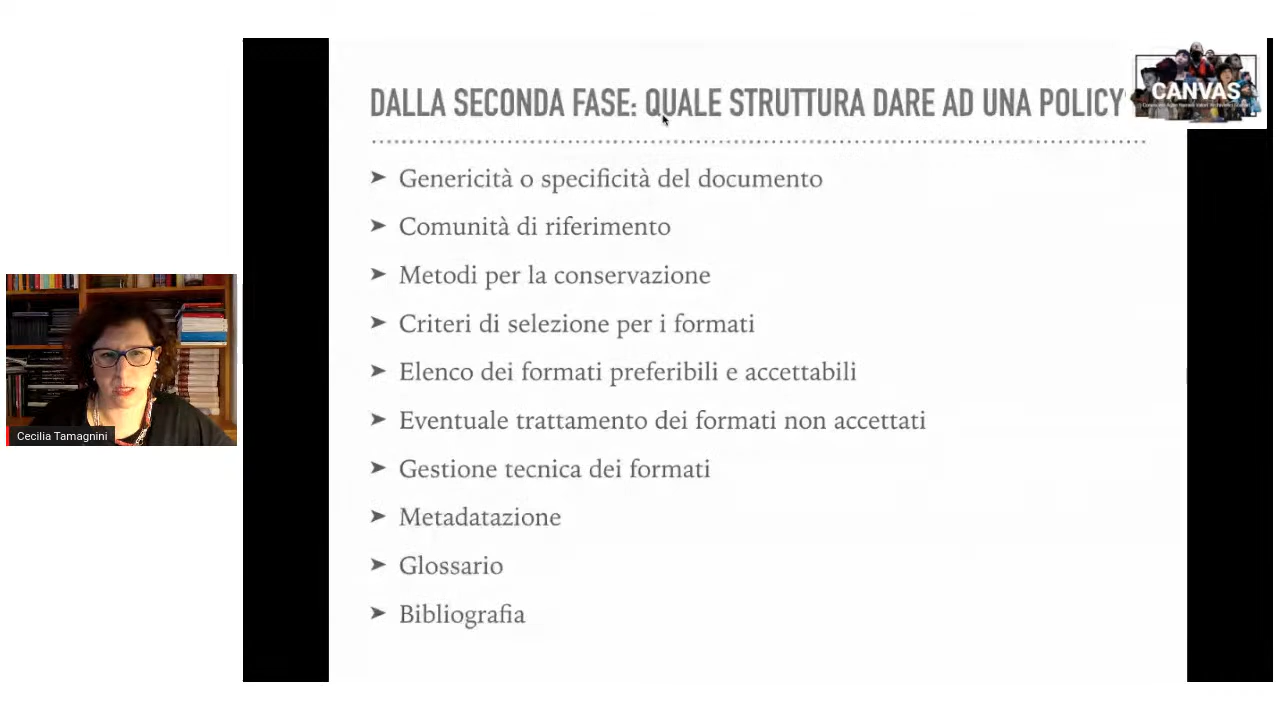 DALLA SECONDA FASE: QUALE STRUTTURA DARE AD UNA POLICY
CANVAS
➤ Genericità o specificità del documento
➤ Comunità di riferimento
➤ Metodi per la conservazione
➤ Criteri di selezione per i formati
➤ Elenco dei formati preferibili e accettabili
➤ Eventuale trattamento dei formati non accettati
➤ Gestione tecnica dei formati
➤ Metadatazione
➤ Glossario
➤ Bibliografia
Cecilia Tamagnini